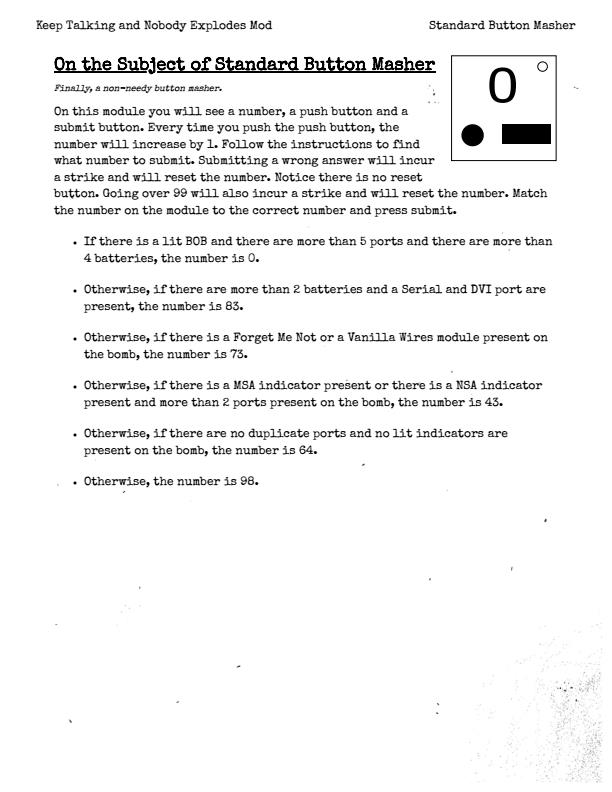 Keep Talking and Nobody Explodes Mod
Standard Button Masher
On the Subject of Standard Button Masher
Finally, a non-needy button masher.
On this module you will see a number, a push button and a
submit button. Every time you push the push button, the
number will increase by 1. Follow the instructions to find
what number to submit. Submitting a wrong answer will incur
a strike and will reset the number. Notice there is no reset
button. Going over 99 will also incur a strike and will reset the number. Match
the number on the module to the correct number and press submit.
0
• If there is a lit BOB and there are more than 5 ports and there are more than
4 batteries, the number is 0.
• Otherwise, if there are more than 2 batteries and a Serial and DVI port are
present, the number is 83.
• Otherwise, if there is a Forget Me Not or a Vanilla Wires module present on
the bomb, the number is 73.
• Otherwise, if there is a MSA indicator present or there is a NSA indicator
present and more than 2 ports present on the bomb, the number is 43.
• Otherwise, if there are no duplicate ports and no lit indicators are
present on the bomb, the number is 64.
• Otherwise, the number is 98.